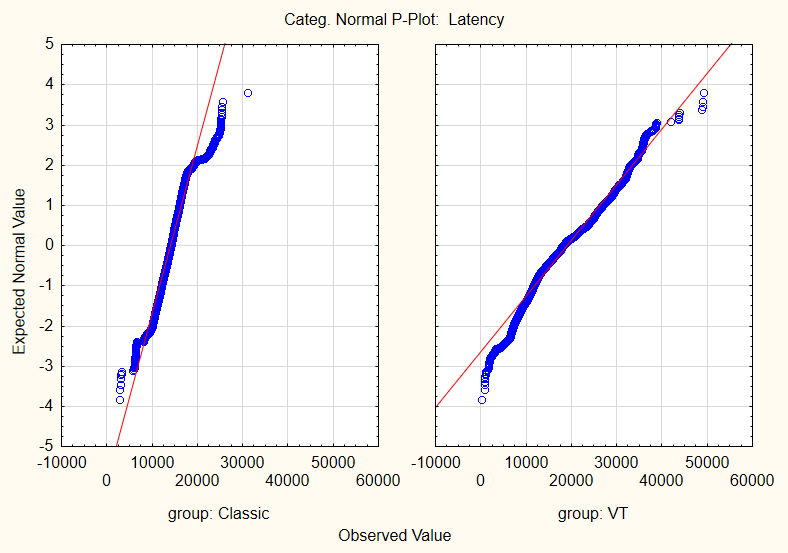 Categ. Normal P-Plot:  Latency
Expected Normal Value
5
4
3
2
1
0
-1
-2
-3
-4
-5
-10000 10000 30000 50000 -10000 10000 30000 50000
0 20000 40000 60000 0 20000 40000 60000
group: Classic group: VT
Observed Value